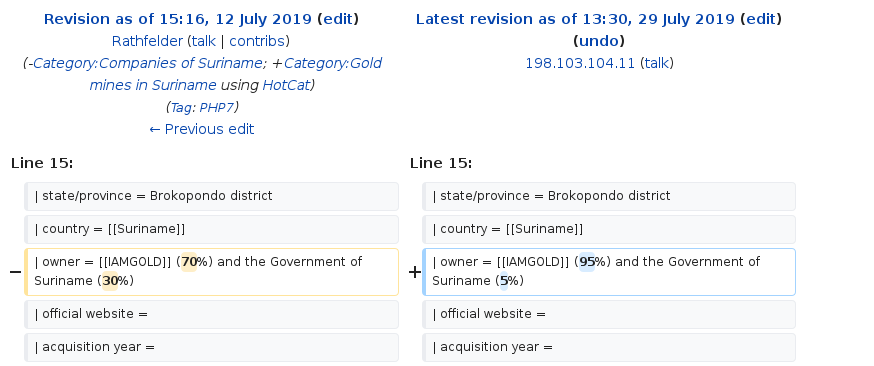 Revision as of 15:16, 12 July 2019 (edit)
Rathfelder (talk | contribs)
(-Category:Companies of Suriname; +Category:Gold
mines in Suriname using HotCat)
(Tag: PHP7)
← Previous edit
Latest revision as of 13:30, 29 July 2019 (edit)
(undo)
198.103.104.11 (talk)
Line 15:
Line 15:
| state/province = Brokopondo district
| state/province = Brokopondo district
| country = [[Suriname]]
| country = [[Suriname]]
− | owner = [[IAMGOLD]] (70%) and the Government of
Suriname (30%)
+ | owner = [[IAMGOLD]] (95%) and the Government of
Suriname (5%)
| official website =
| official website =
| acquisition year =
| acquisition year =